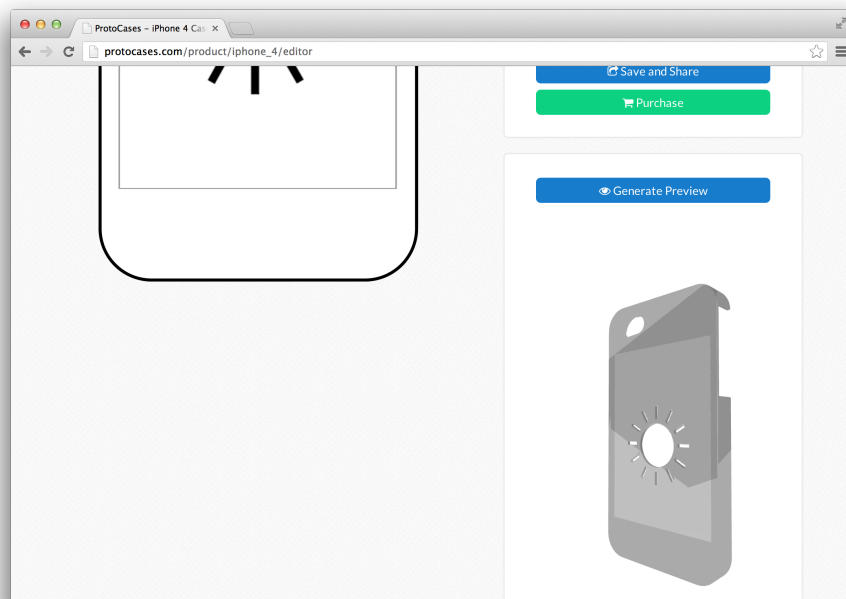 ProtoCases – iPhone 4 Cas
protocases.com/product/iphone_4/editor
Save and Share
Purchase
Generate Preview